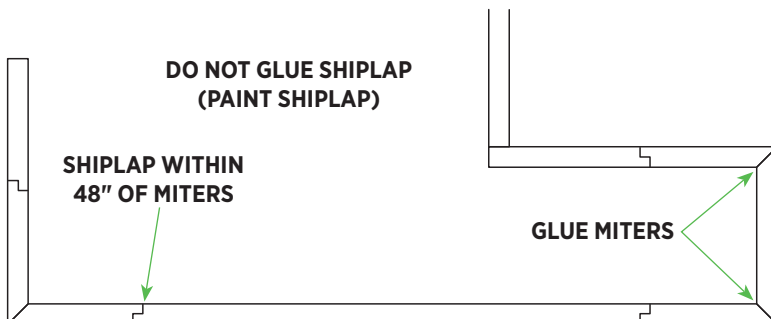 DO NOT GLUE SHIPLAP
(PAINT SHIPLAP)
SHIPLAP WITHIN
48" OF MITERS
GLUE MITERS